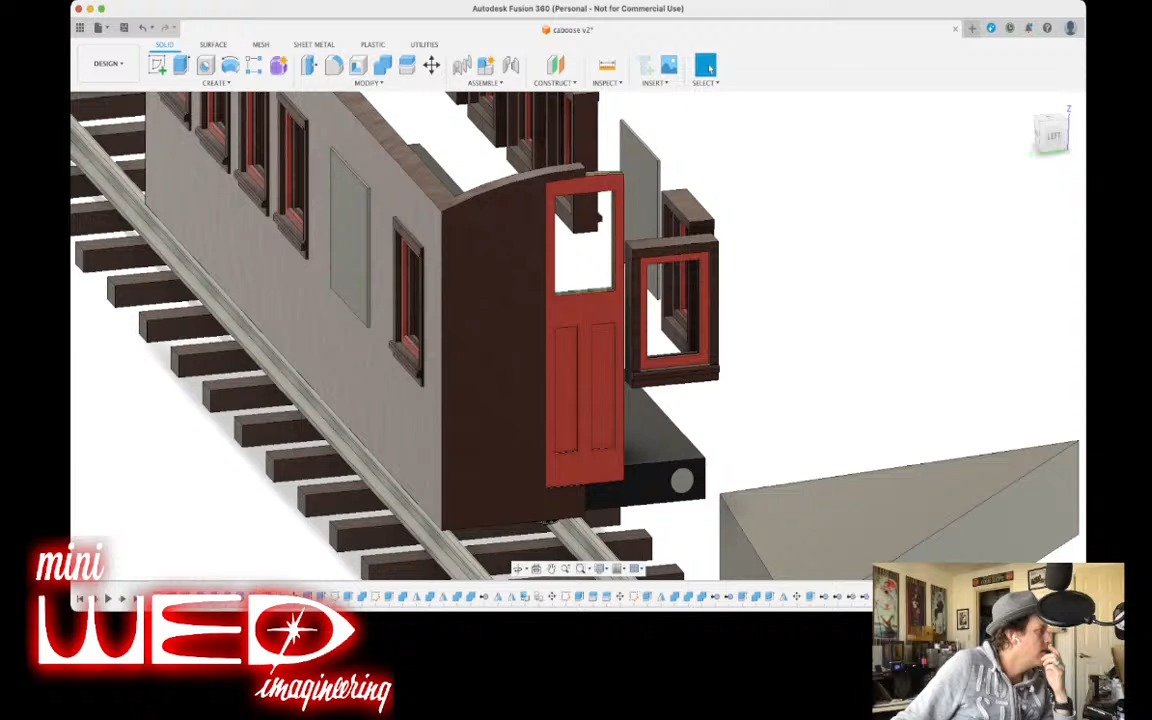 Autodesk Fusion 360 (Personal - Not for Commercial Use)
caboose v2*
SOLID SURFACE MESH SHEET METAL PLASTIC UTILITIES
DESIGN
CREATE MODIFY ASSEMBLE CONSTRUCT INSPECT INSERT SELECT
Z
LEFT
mini
WED
imagineering